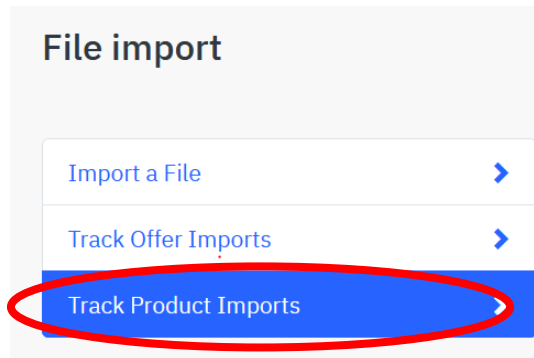 File import
Import a File
Track Offer Imports
Track Product Imports